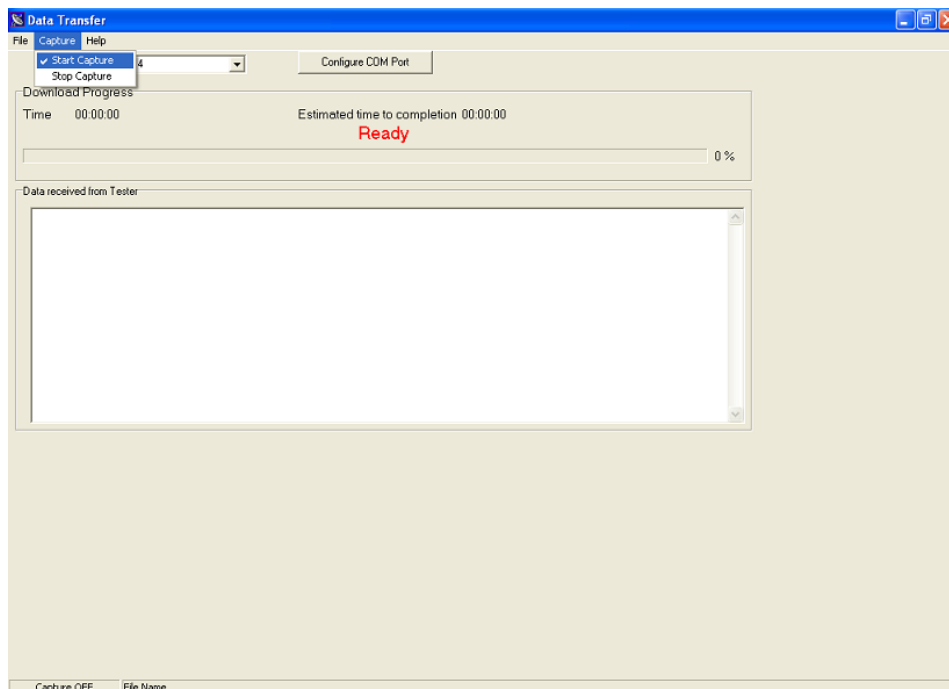 Data Transfer
File Capture Help
Start Capture 4 Configure COM Port
Stop Capture
Download Progress
Time 00:00:00 Estimated time to completion 00:00:00
Ready
0 %
Data received from Tester
Capture OFF File Name